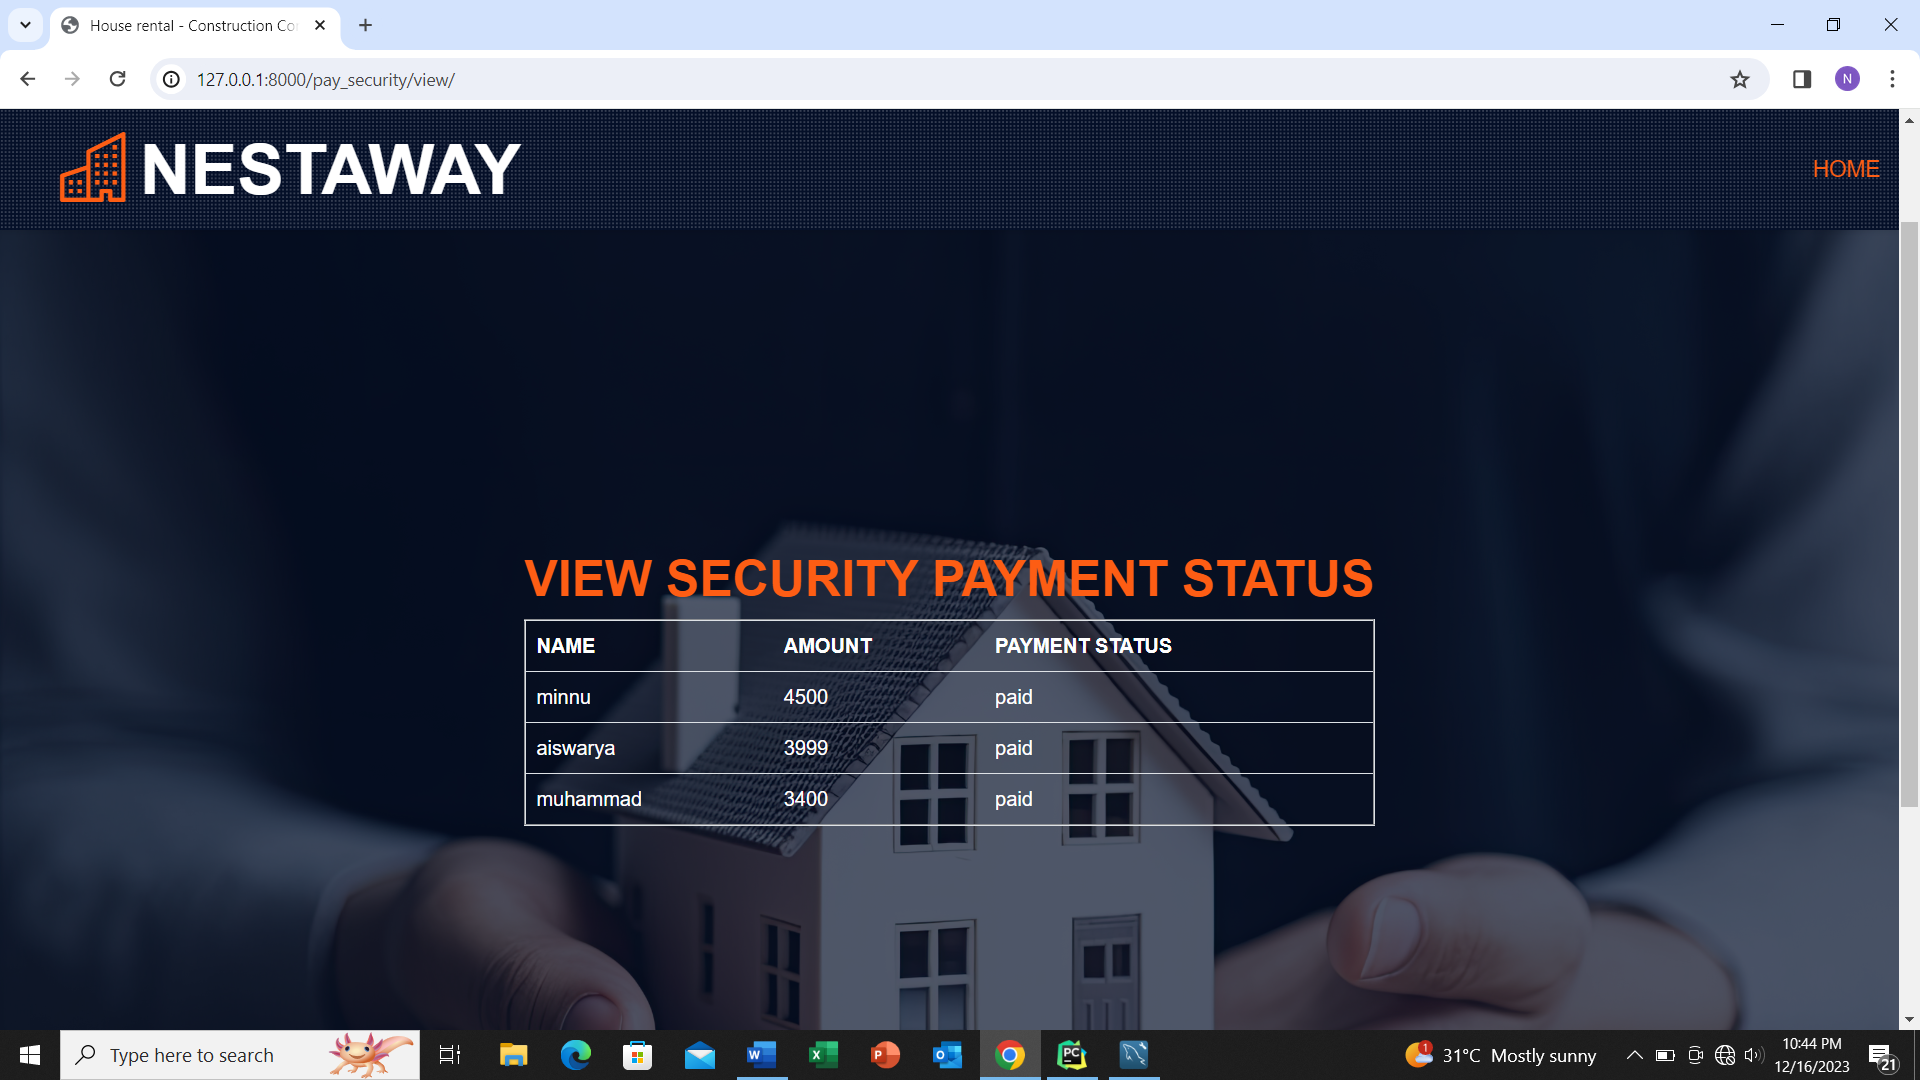 House rental - Construction Co
127.0.0.1:8000/pay_security/view/
N
NESTAWAY
HOME
VIEW SECURITY PAYMENT STATUS
NAME AMOUNT PAYMENT STATUS
minnu 4500 paid
aiswarya 3999 paid
muhammad 3400 paid
Type here to search
W
X
P
O
PC
1
31°C Mostly sunny
10:44 PM
12/16/2023
21